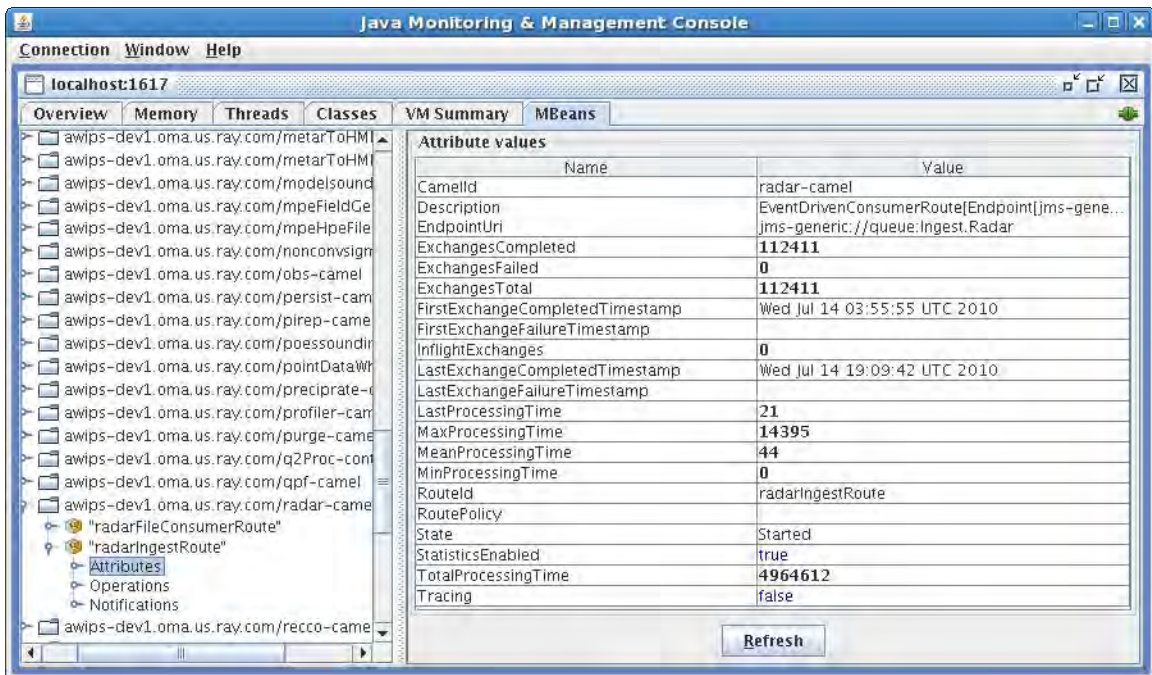 Java Monitoring & Management Console
Connection Window Help
localhost:1617
Overview Memory Threads Classes VM Summary MBeans
awips-dev1.oma.us.ray.com/metarToHMI
awips-dev1.oma.us.ray.com/metarToHMI
awips-dev1.oma.us.ray.com/modelsound
awips-dev1.oma.us.ray.com/mpeFieldGe
awips-dev1.oma.us.ray.com/mpeHpeFile
awips-dev1.oma.us.ray.com/nonconvsigm
awips-dev1.oma.us.ray.com/obs-camel
awips-dev1.oma.us.ray.com/persist-cam
awips-dev1.oma.us.ray.com/pirep-came
awips-dev1.oma.us.ray.com/poessoundin
awips-dev1.oma.us.ray.com/pointDataWr
awips-dev1.oma.us.ray.com/preciprate-c
awips-dev1.oma.us.ray.com/profiler-cam
awips-dev1.oma.us.ray.com/purge-came
awips-dev1.oma.us.ray.com/q2Proc-cont
awips-dev1.oma.us.ray.com/qpf-camel
awips-dev1.oma.us.ray.com/radar-came
"radarFileConsumerRoute"
"radarIngestRoute"
Attributes
Operations
Notifications
awips-dev1.oma.us.ray.com/recco-came
Attribute values
Name Value
CamelId radar-camel
Description EventDrivenConsumerRoute[Endpoint[jms-gene...
EndpointUri jms-generic://queue:Ingest.Radar
ExchangesCompleted 112411
ExchangesFailed 0
ExchangesTotal 112411
FirstExchangeCompletedTimestamp Wed Jul 14 03:55:55 UTC 2010
FirstExchangeFailureTimestamp
InflightExchanges 0
LastExchangeCompletedTimestamp Wed Jul 14 19:09:42 UTC 2010
LastExchangeFailureTimestamp
LastProcessingTime 21
MaxProcessingTime 14395
MeanProcessingTime 44
MinProcessingTime 0
RouteId radarIngestRoute
RoutePolicy
State Started
StatisticsEnabled true
TotalProcessingTime 4964612
Tracing false
Refresh